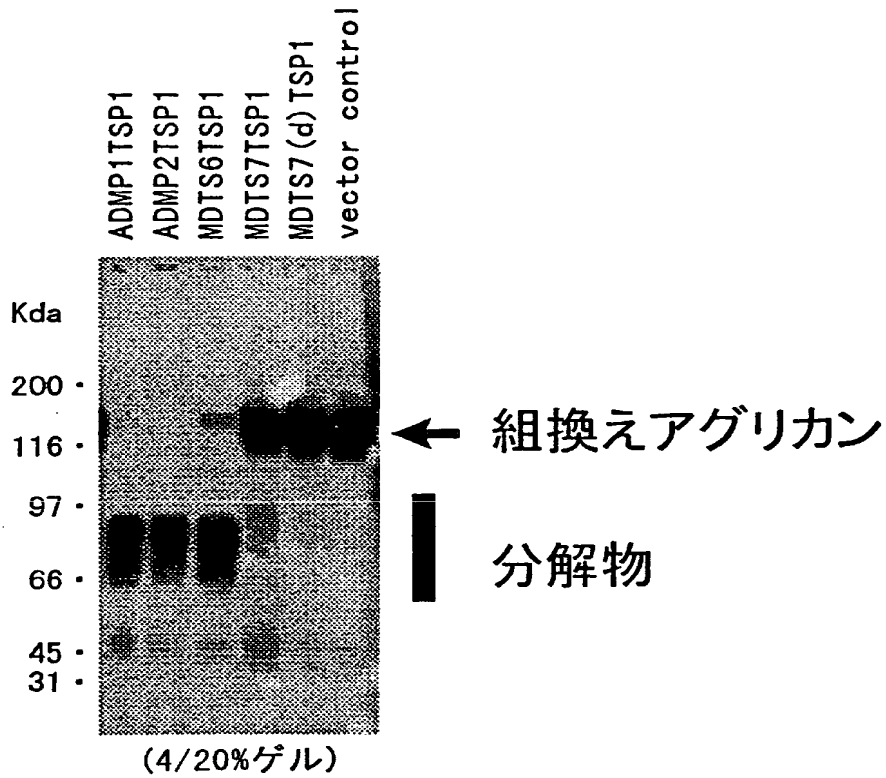 ADMP1TSP1
ADMP2TSP1
MDTS6TSP1
MDTS7TSP1
MDTS7(d)TSP1
vector control
Kda
200
116
97
66
45
31
組換えアグリカン
分解物
(4/20%ゲル)